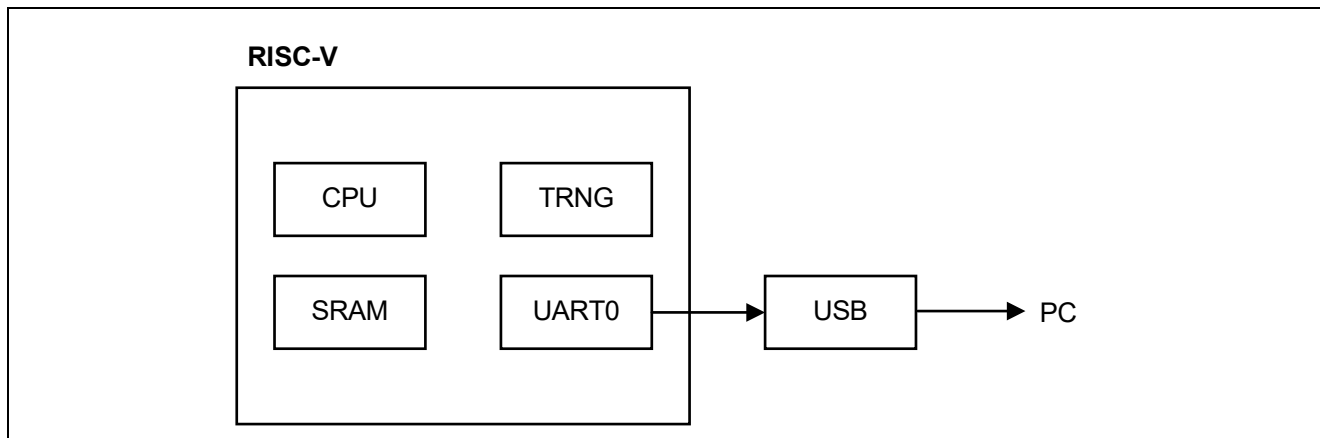 RISC-V
CPU
TRNG
SRAM
UART0
USB
PC